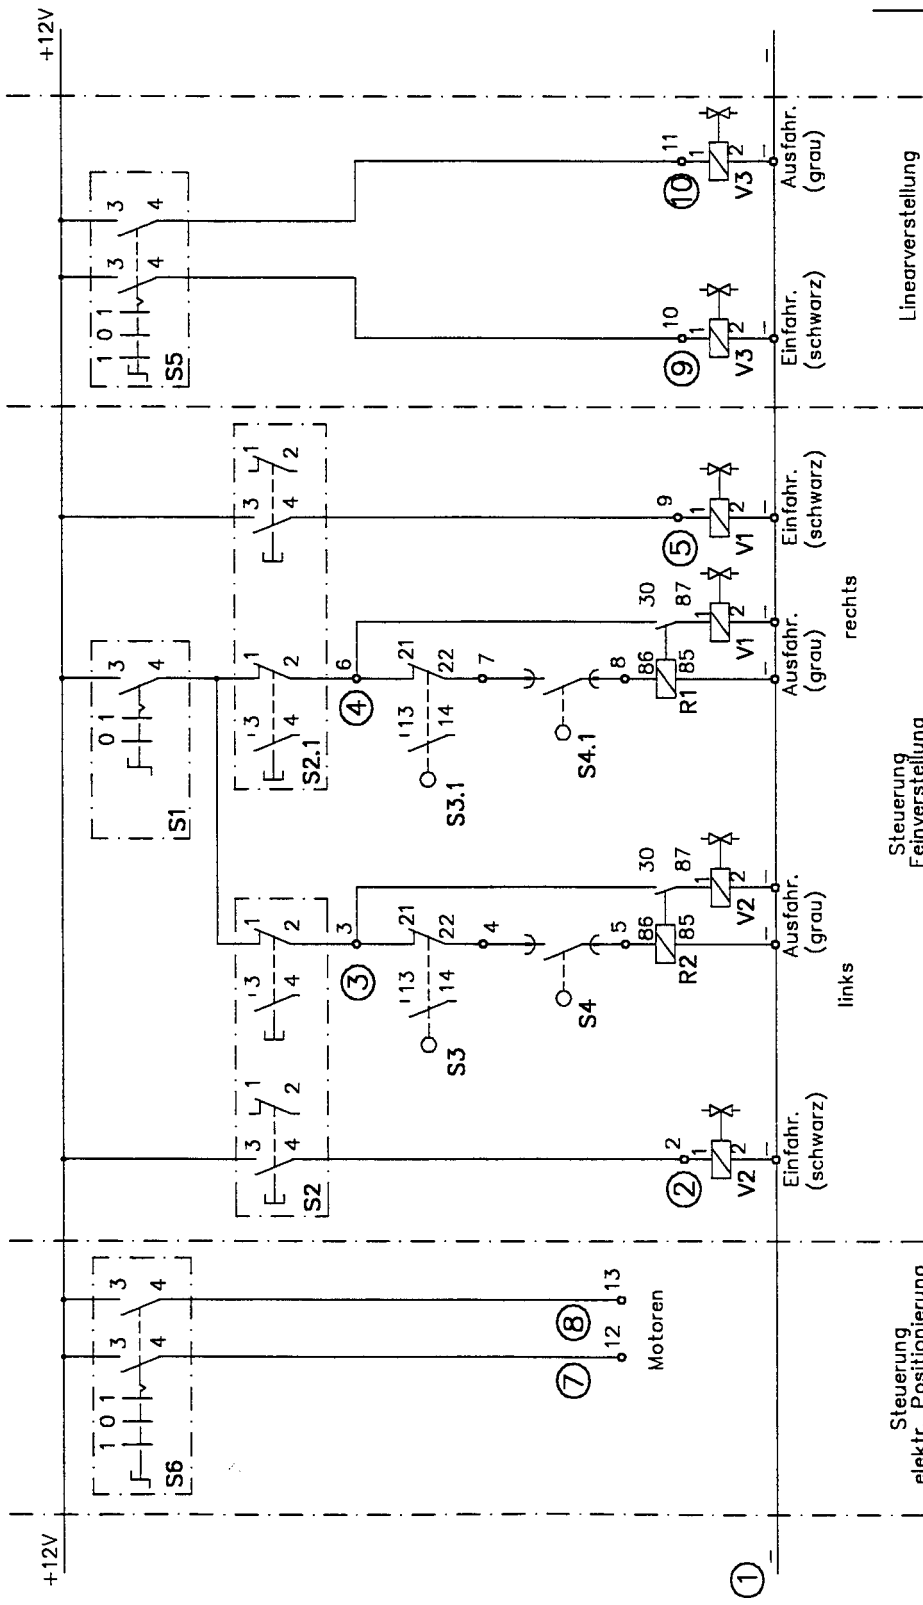 +12V
+12V
S6
1 0 1
3
4
3
4
7
12
8
13
Motoren
Steuerung
elektr. Positionierung
S2
3
4
1
2
2
2
1
2
V2
Einfahr.
(schwarz)
3
4
1
2
3
3
S3
13
14
21
22
4
S4
5
86
85
R2
30
87
1
2
V2
Ausfahr.
(grau)
links
S1
0 1
3
4
S2.1
3
4
1
2
4
6
S3.1
13
14
21
22
7
S4.1
8
86
85
R1
30
87
1
2
V1
Ausfahr.
(grau)
rechts
3
4
1
2
5
9
1
2
V1
Einfahr.
(schwarz)
Steuerung
Feinverstellung
S5
1 0 1
3
4
3
4
9
10
1
2
V3
Einfahr.
(schwarz)
10
11
1
2
V3
Ausfahr.
(grau)
Linearverstellung
1
−
−